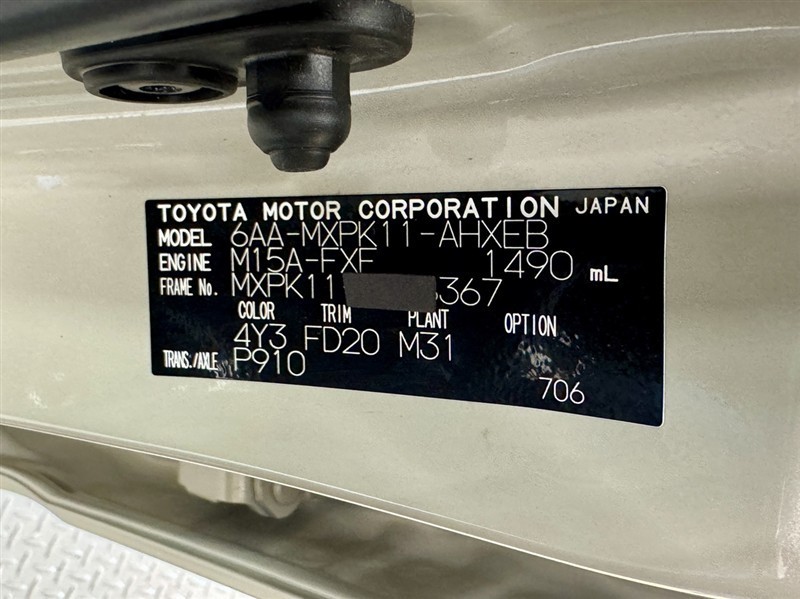 TOYOTA MOTOR CORPORATION JAPAN
MODEL 6AA-MXPK11-AHXEB
ENGINE M15A-FXE 1490 mL
FRAME No. MXPK11 367
COLOR TRIM PLANT OPTION
4Y3 FD20 M31
TRANS./AXLE P910
706